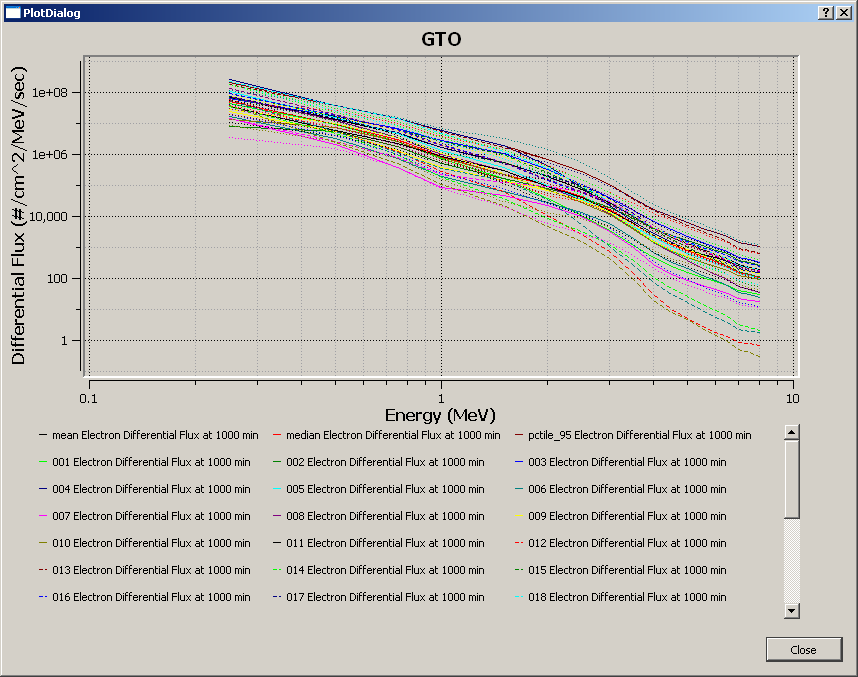 PlotDialog
GTO
Differential Flux (#/cm^2/MeV/sec)
1e+08
1e+06
10,000
100
1
0.1 1 10
Energy (MeV)
mean Electron Differential Flux at 1000 min median Electron Differential Flux at 1000 min pctile_95 Electron Differential Flux at 1000 min
001 Electron Differential Flux at 1000 min 002 Electron Differential Flux at 1000 min 003 Electron Differential Flux at 1000 min
004 Electron Differential Flux at 1000 min 005 Electron Differential Flux at 1000 min 006 Electron Differential Flux at 1000 min
007 Electron Differential Flux at 1000 min 008 Electron Differential Flux at 1000 min 009 Electron Differential Flux at 1000 min
010 Electron Differential Flux at 1000 min 011 Electron Differential Flux at 1000 min 012 Electron Differential Flux at 1000 min
013 Electron Differential Flux at 1000 min 014 Electron Differential Flux at 1000 min 015 Electron Differential Flux at 1000 min
016 Electron Differential Flux at 1000 min 017 Electron Differential Flux at 1000 min 018 Electron Differential Flux at 1000 min
Close